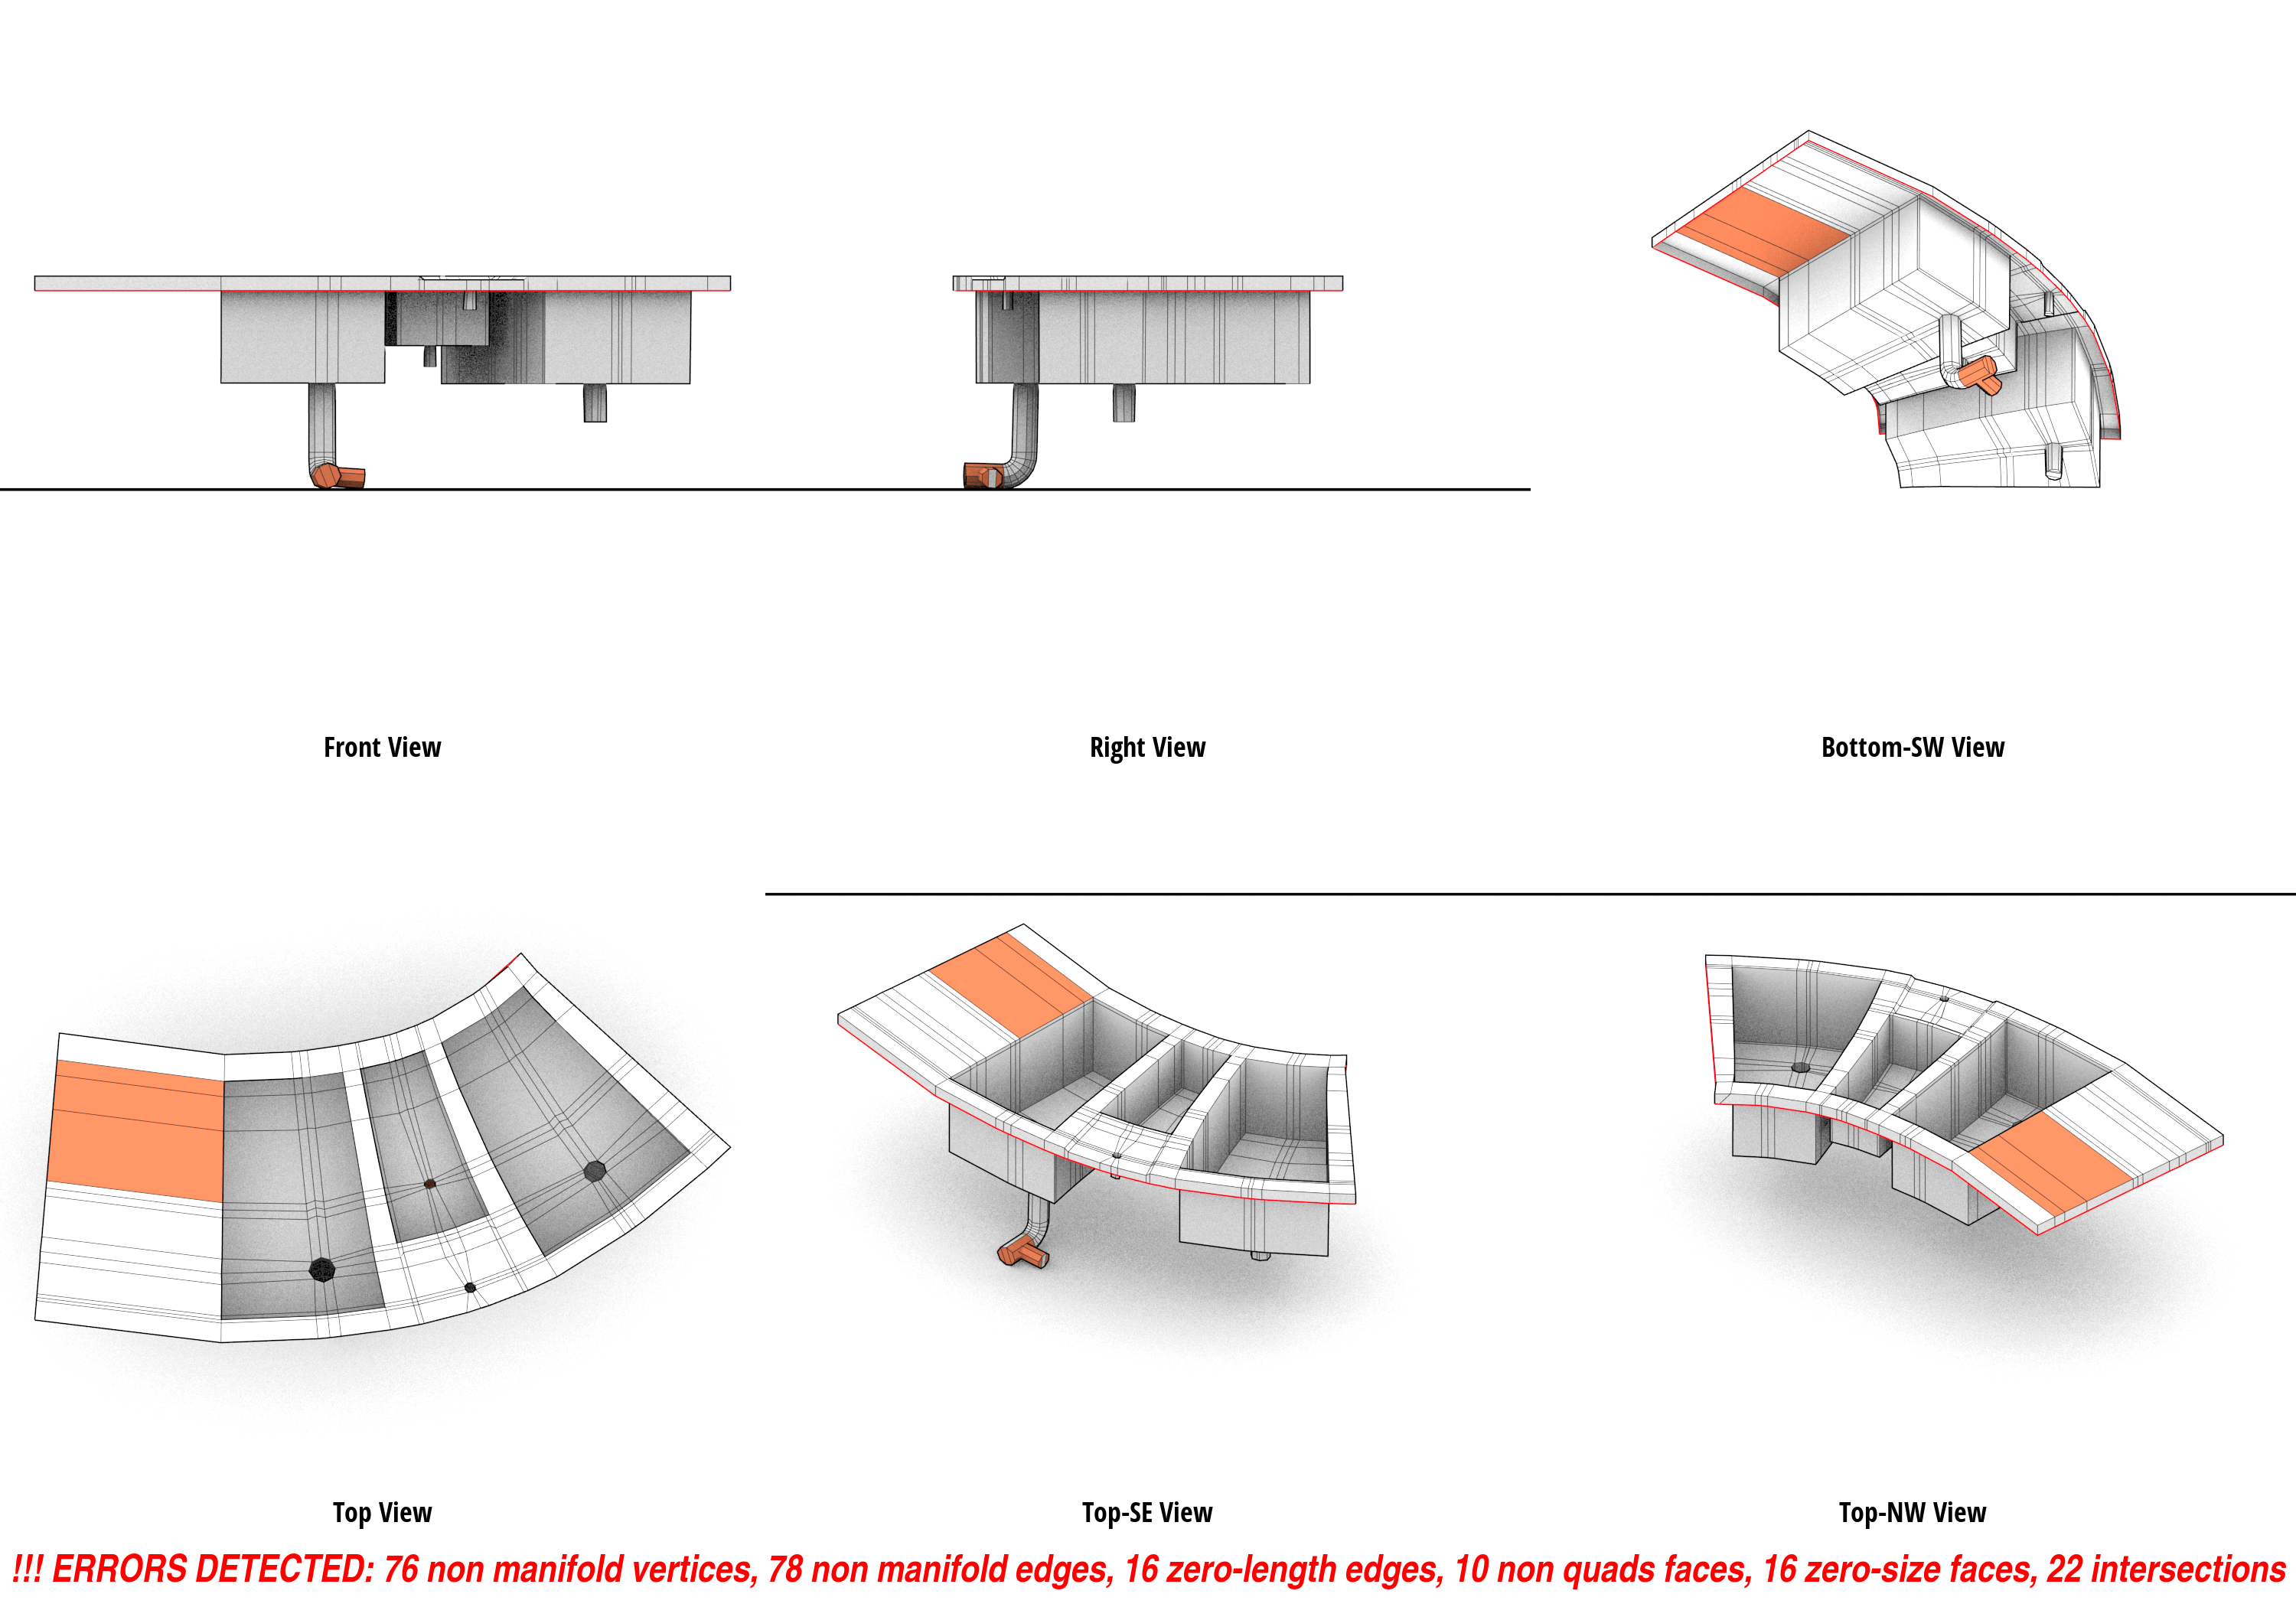 Front View
Right View
Bottom-SW View
Top View
Top-SE View
Top-NW View
!!! ERRORS DETECTED: 76 non manifold vertices, 78 non manifold edges, 16 zero-length edges, 10 non quads faces, 16 zero-size faces, 22 intersections